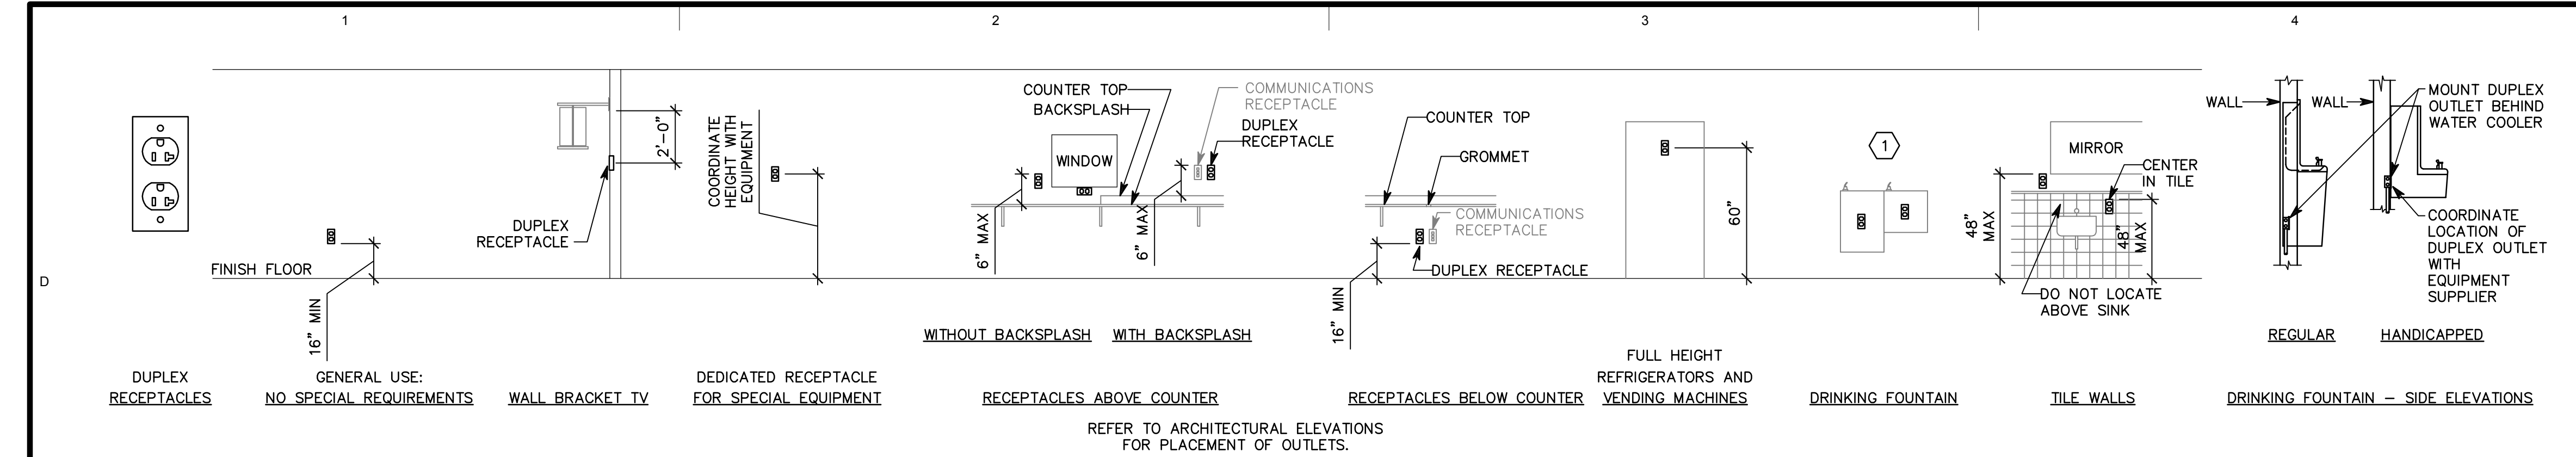 1
2
3
4
D
DUPLEX
RECEPTACLES
FINISH FLOOR
16" MIN
GENERAL USE:
NO SPECIAL REQUIREMENTS
2'-0"
DUPLEX
RECEPTACLE
WALL BRACKET TV
COORDINATE
HEIGHT WITH
EQUIPMENT
DEDICATED RECEPTACLE
FOR SPECIAL EQUIPMENT
COUNTER TOP
BACKSPLASH
WINDOW
COMMUNICATIONS
RECEPTACLE
DUPLEX
RECEPTACLE
6" MAX
6" MAX
WITHOUT BACKSPLASH
WITH BACKSPLASH
RECEPTACLES ABOVE COUNTER
COUNTER TOP
GROMMET
COMMUNICATIONS
RECEPTACLE
DUPLEX RECEPTACLE
16" MIN
RECEPTACLES BELOW COUNTER
60"
FULL HEIGHT
REFRIGERATORS AND
VENDING MACHINES
1
DRINKING FOUNTAIN
MIRROR
CENTER
IN TILE
48"
MAX
48"
MAX
DO NOT LOCATE
ABOVE SINK
TILE WALLS
WALL
WALL
MOUNT DUPLEX
OUTLET BEHIND
WATER COOLER
COORDINATE
LOCATION OF
DUPLEX OUTLET
WITH
EQUIPMENT
SUPPLIER
REGULAR
HANDICAPPED
DRINKING FOUNTAIN – SIDE ELEVATIONS
REFER TO ARCHITECTURAL ELEVATIONS
FOR PLACEMENT OF OUTLETS.